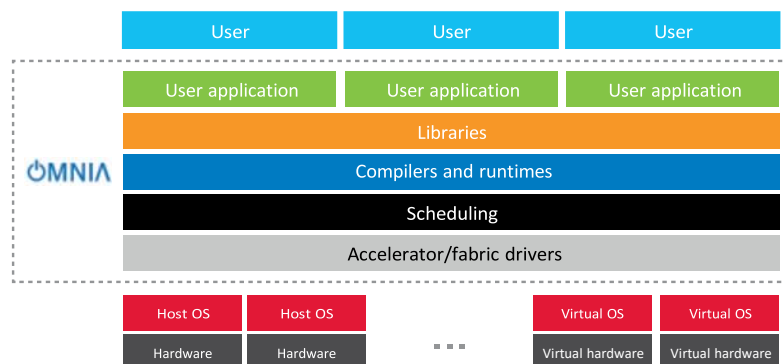 User User User
User application User application User application
Libraries
OMNIA
Compilers and runtimes
Scheduling
Accelerator/fabric drivers
Host OS Host OS Virtual OS Virtual OS
Hardware Hardware Virtual hardware Virtual hardware